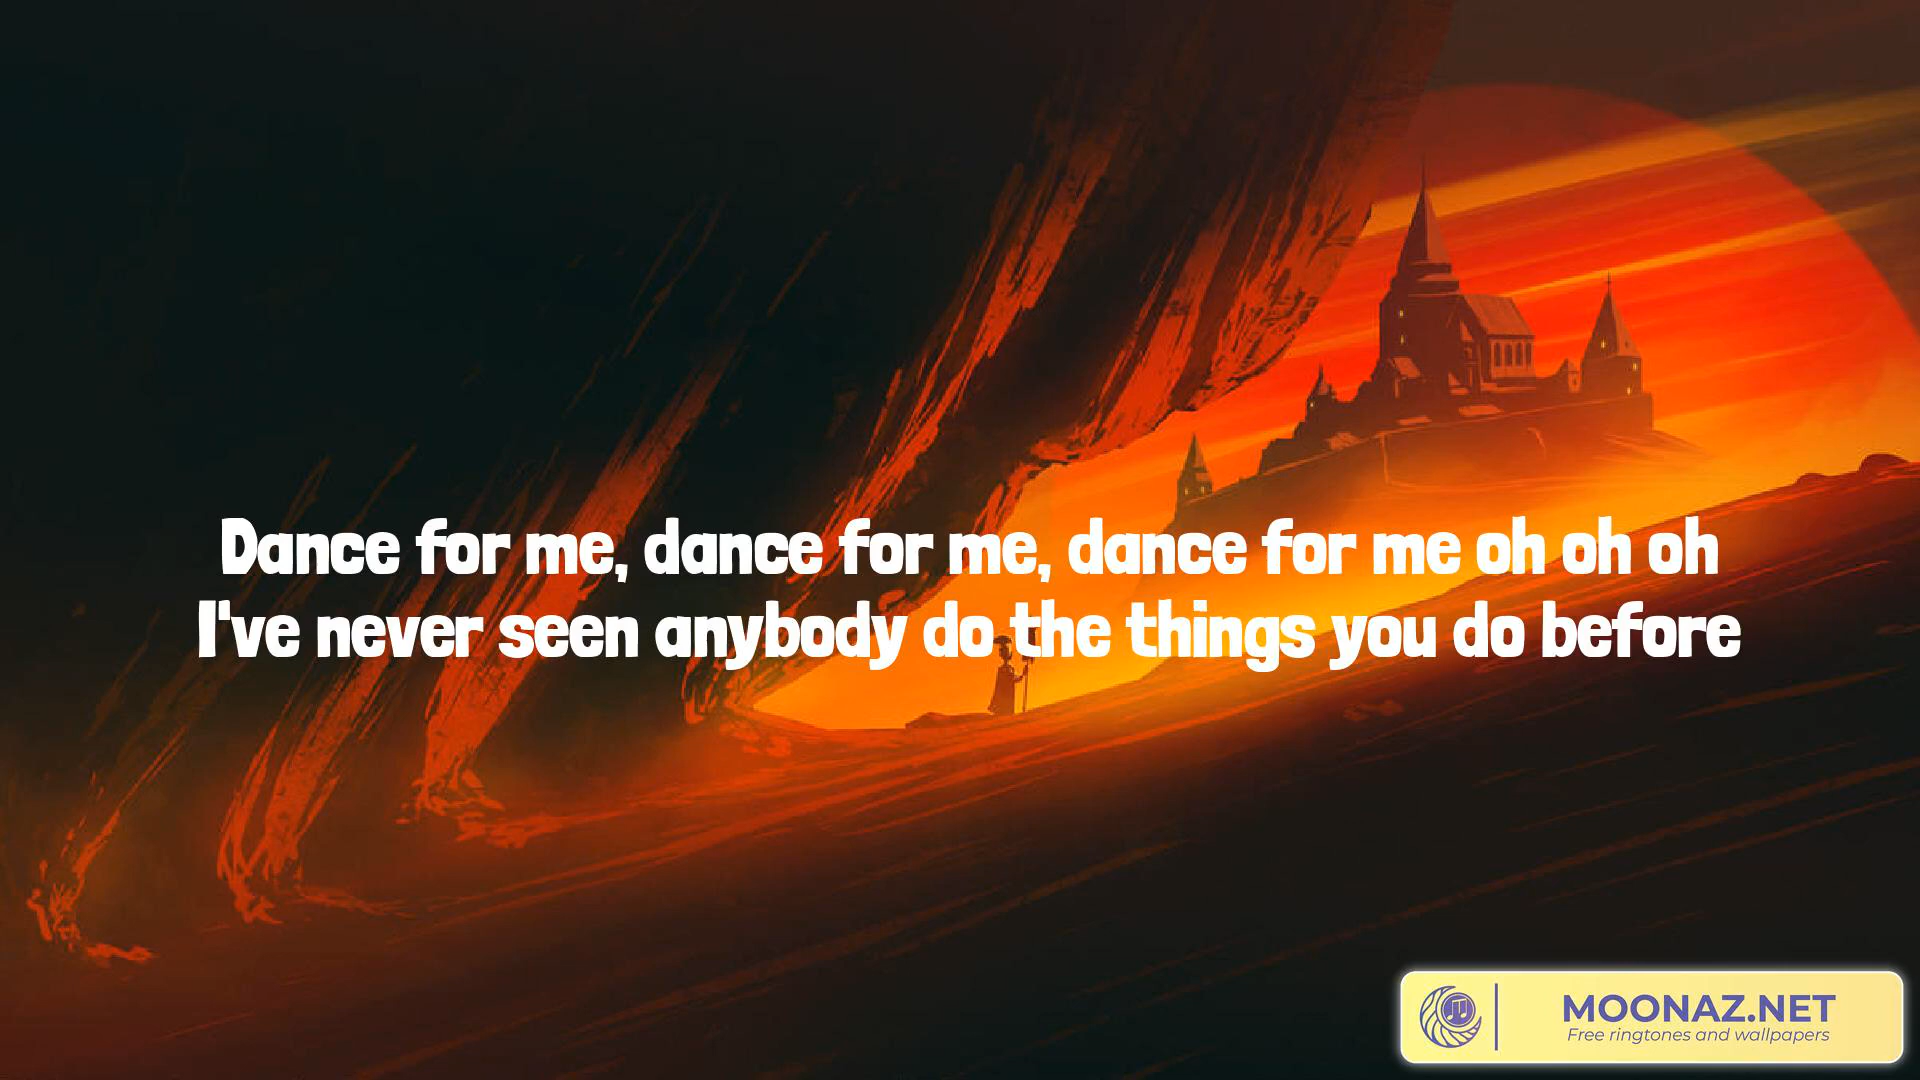 Dance for me, dance for me, dance for me oh oh oh
I've never seen anybody do the things you do before
MOONAZ.NET
Free ringtones and wallpapers